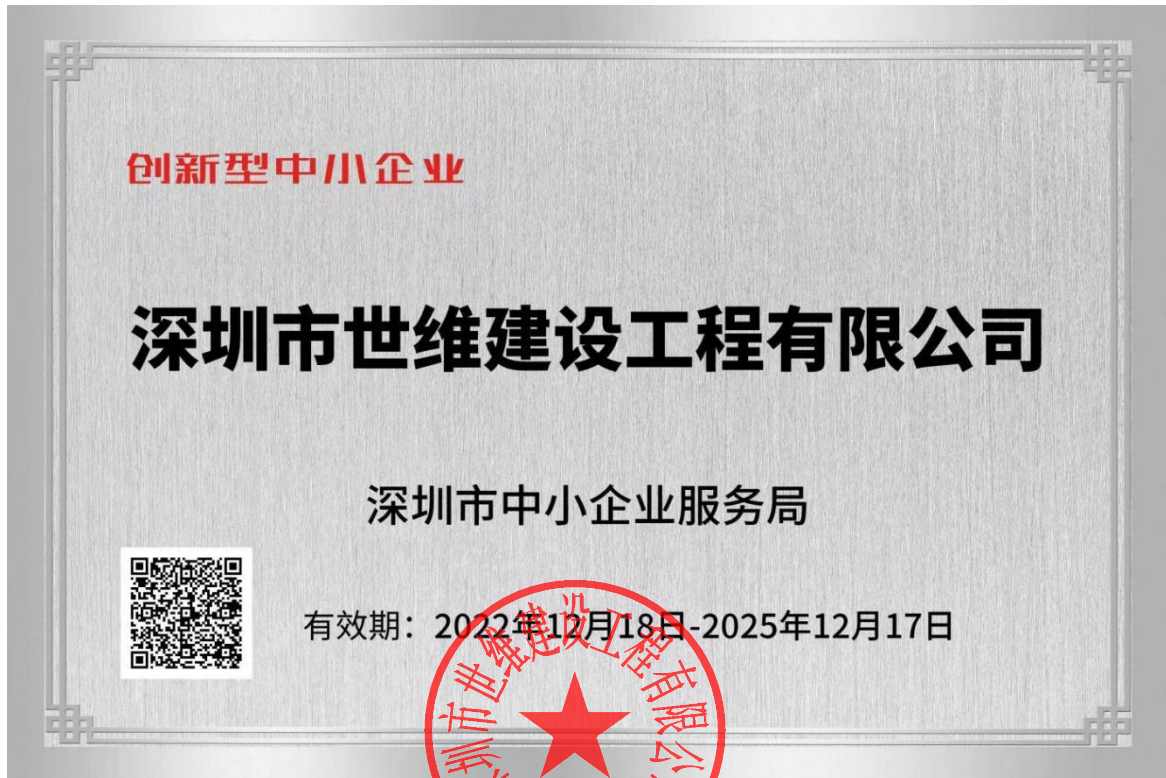 创新型中小企业
深圳市世维建设工程有限公司
深圳市中小企业服务局
有效期：2022年12月18日-2025年12月17日
圳市世维建设工程有限公